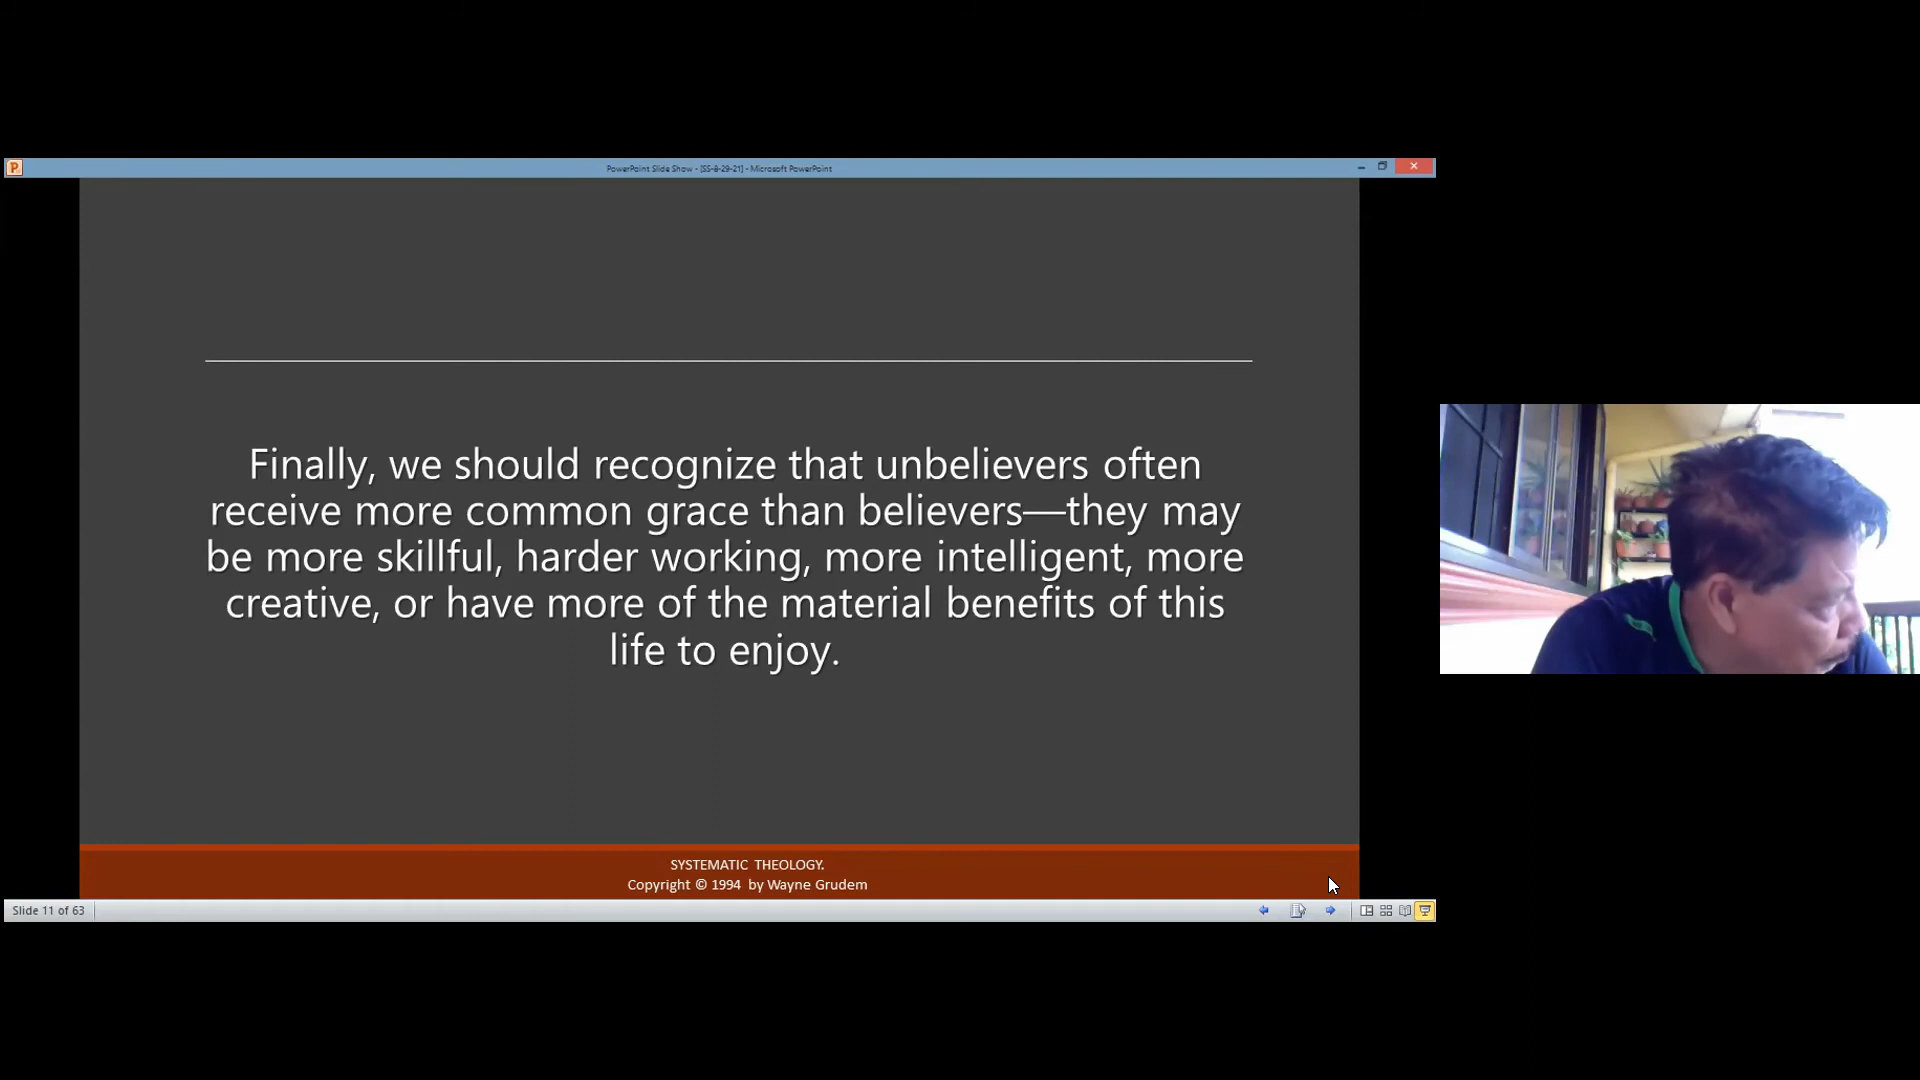 PowerPoint Slide Show - [SS-8-29-21] - Microsoft PowerPoint
Finally, we should recognize that unbelievers often
receive more common grace than believers—they may
be more skillful, harder working, more intelligent, more
creative, or have more of the material benefits of this
life to enjoy.
SYSTEMATIC THEOLOGY.
Copyright © 1994 by Wayne Grudem
Slide 11 of 63